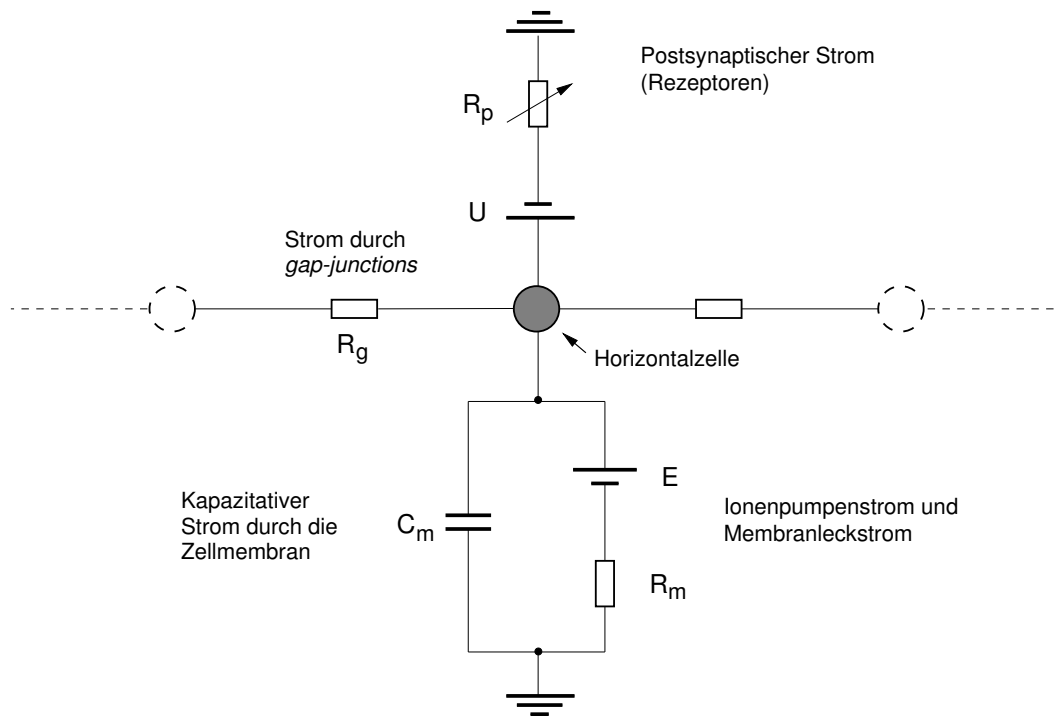 Postsynaptischer Strom
(Rezeptoren)
Rp
U
Strom durch
gap-junctions
Rg
Horizontalzelle
E
Kapazitativer
Strom durch die
Zellmembran
Cm
Ionenpumpenstrom und
Membranleckstrom
Rm